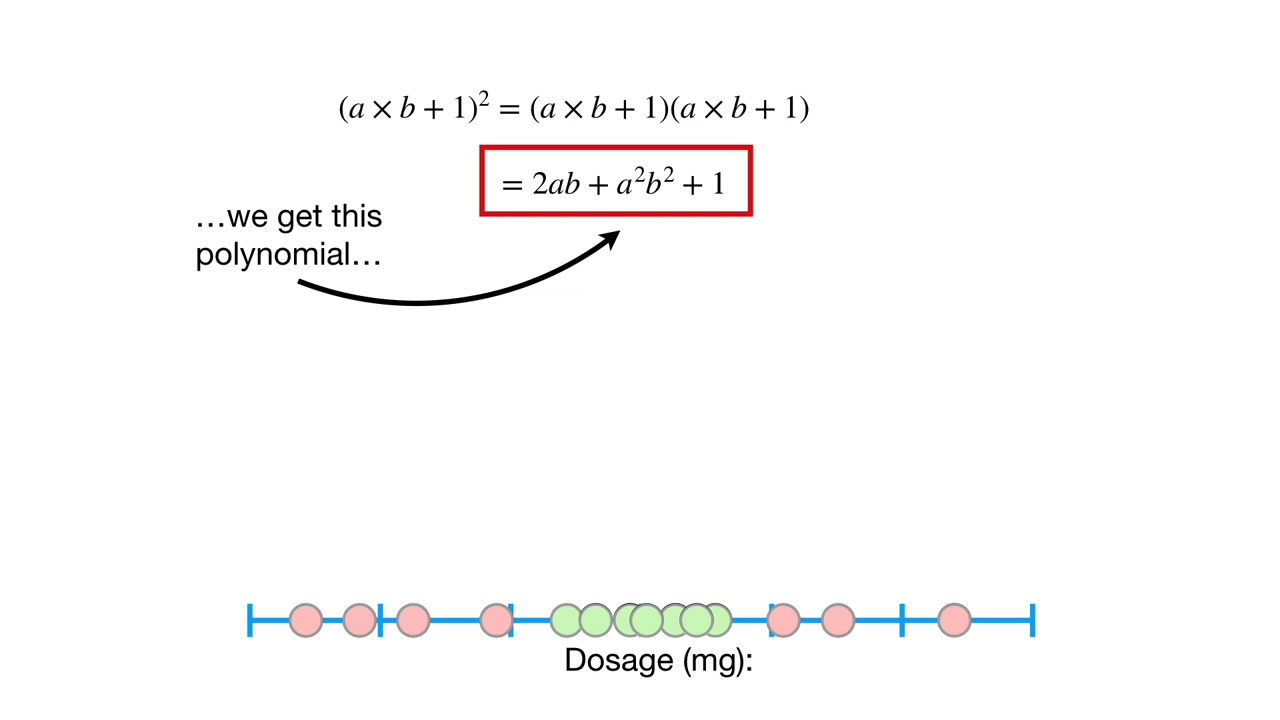 (a × b + 1)² = (a × b + 1)(a × b + 1)
= 2ab + a²b² + 1
…we get this
polynomial…
Dosage (mg):